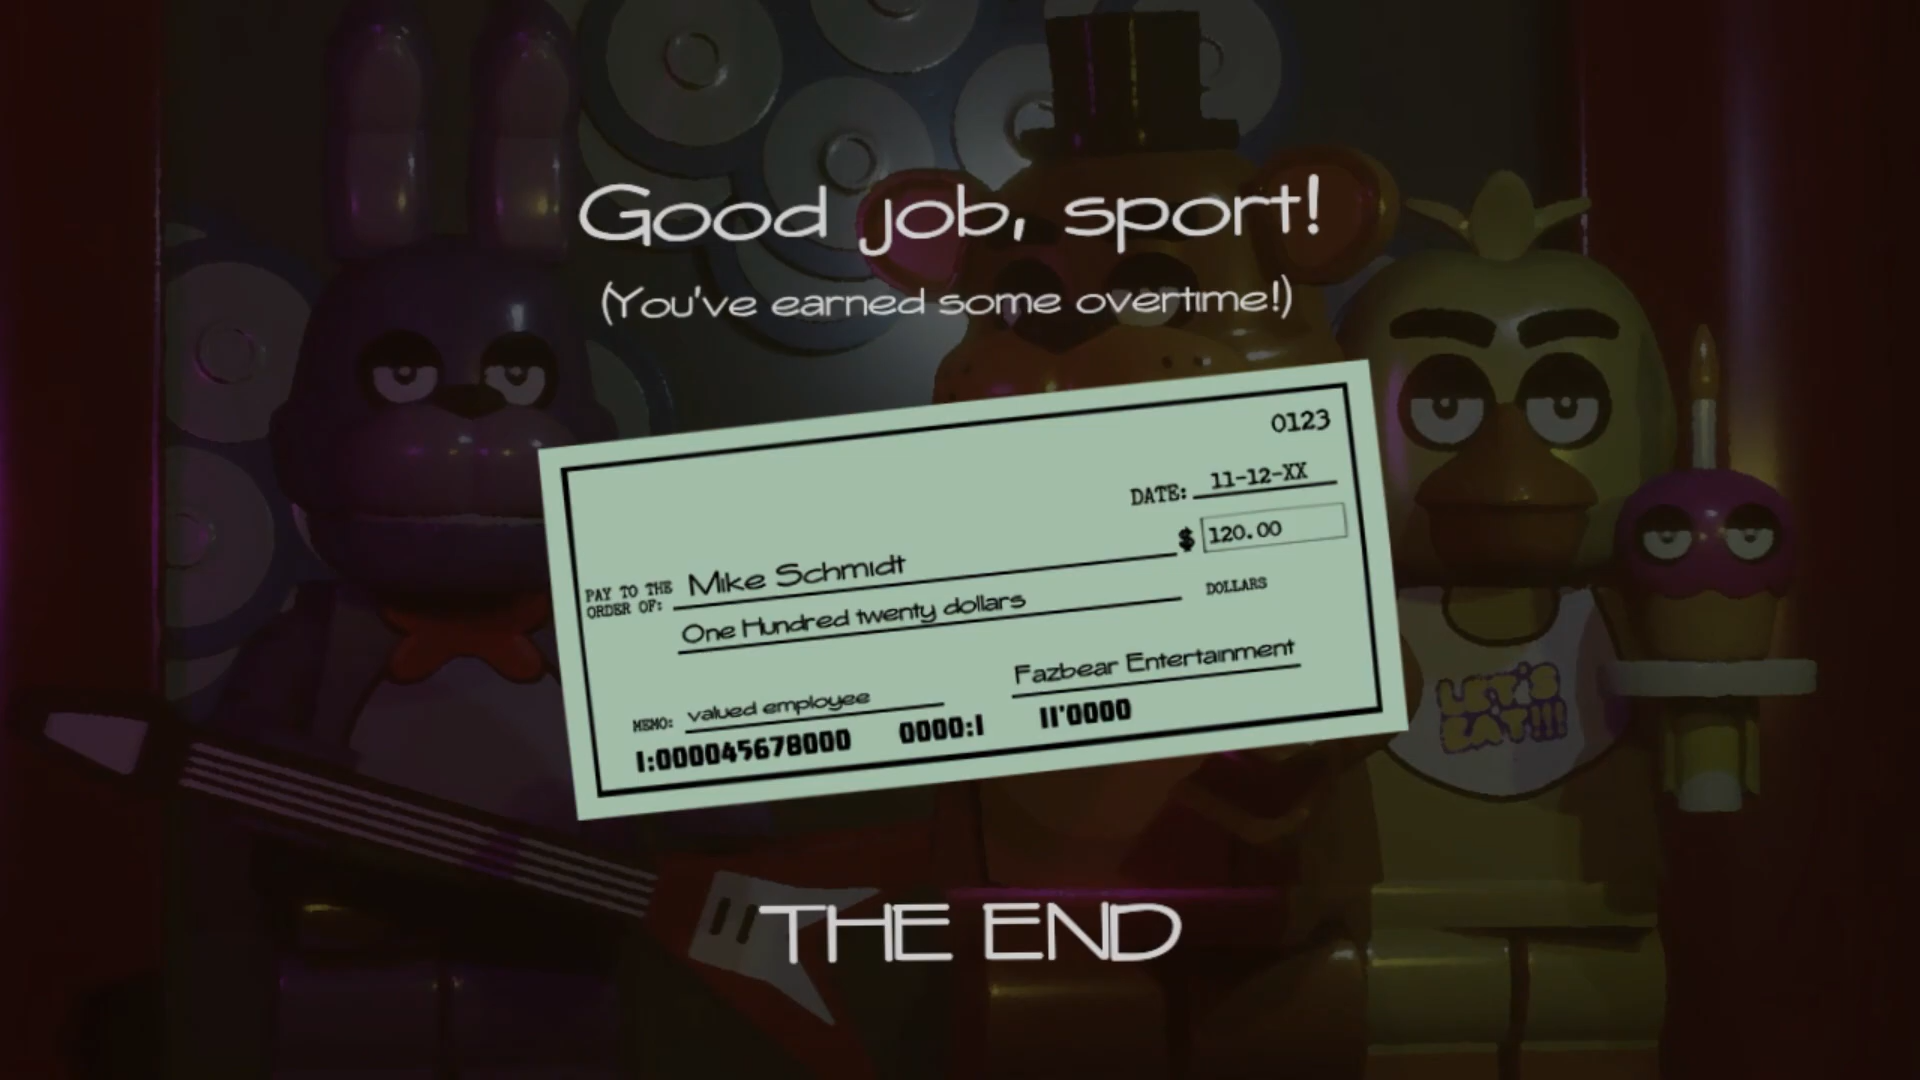 Good job, sport!
(You've earned some overtime!)
0123
DATE: 11-12-XX
$ 120.00
PAY TO THE
ORDER OF: Mike Schmidt
One Hundred twenty dollars DOLLARS
Fazbear Entertainment
MEMO: valued employee
I:000045678000 0000:I II'0000
LET'S
EAT!!!
THE END